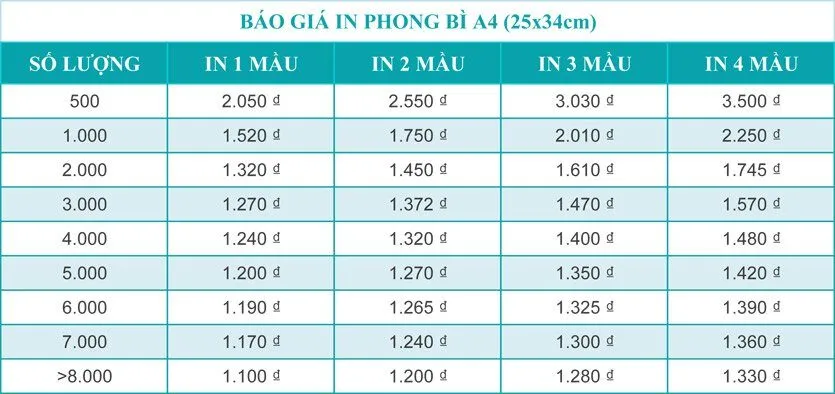 BÁO GIÁ IN PHONG BÌ A4 (25x34cm)
SỐ LƯỢNG IN 1 MẦU IN 2 MẦU IN 3 MẦU IN 4 MẦU
500 2.050 ₫ 2.550 ₫ 3.030 ₫ 3.500 ₫
1.000 1.520 ₫ 1.750 ₫ 2.010 ₫ 2.250 ₫
2.000 1.320 ₫ 1.450 ₫ 1.610 ₫ 1.745 ₫
3.000 1.270 ₫ 1.372 ₫ 1.470 ₫ 1.570 ₫
4.000 1.240 ₫ 1.320 ₫ 1.400 ₫ 1.480 ₫
5.000 1.200 ₫ 1.270 ₫ 1.350 ₫ 1.420 ₫
6.000 1.190 ₫ 1.265 ₫ 1.325 ₫ 1.390 ₫
7.000 1.170 ₫ 1.240 ₫ 1.300 ₫ 1.360 ₫
>8.000 1.100 ₫ 1.200 ₫ 1.280 ₫ 1.330 ₫